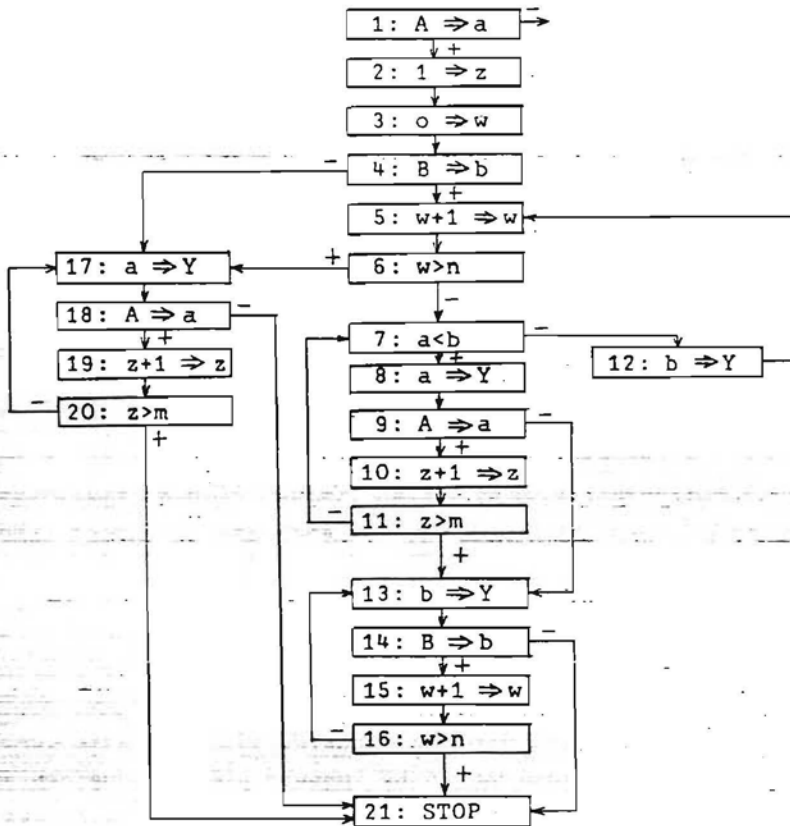 1: A ⇒ a
-
+
2: 1 ⇒ z
3: o ⇒ w
-
4: B ⇒ b
+
5: w+1 ⇒ w
17: a ⇒ Y
+
6: w>n
-
18: A ⇒ a
-
+
7: a<b
-
+
19: z+1 ⇒ z
12: b ⇒ Y
8: a ⇒ Y
-
20: z>m
+
9: A ⇒ a
-
+
10: z+1 ⇒ z
-
11: z>m
+
13: b ⇒ Y
14: B ⇒ b
-
+
15: w+1 ⇒ w
-
16: w>n
+
21: STOP